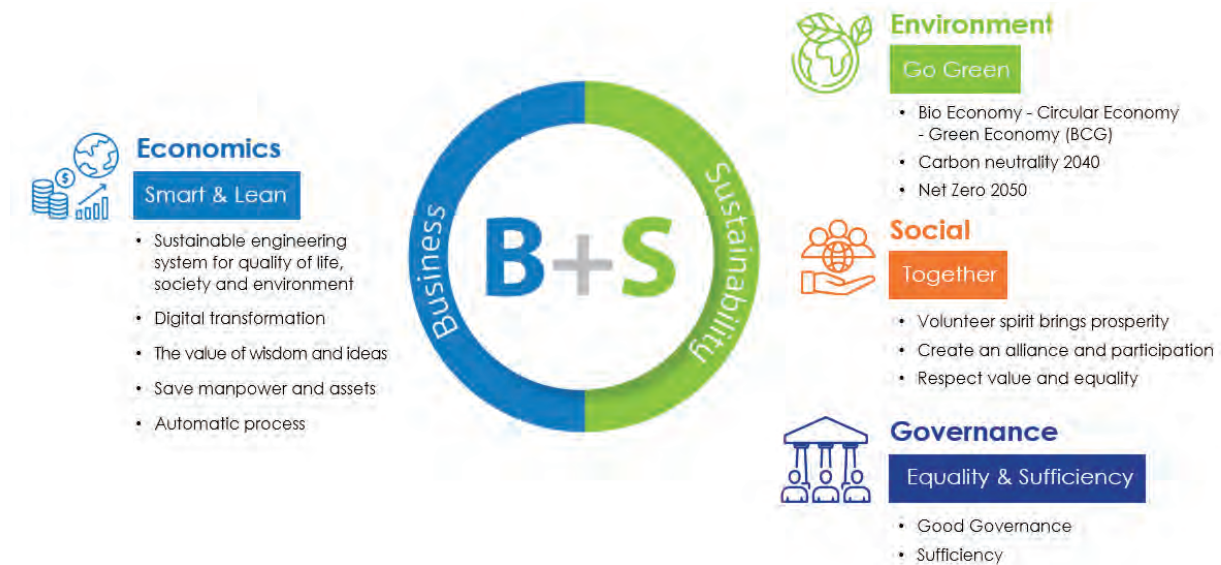 Economics
Smart & Lean
• Sustainable engineering
system for quality of life,
society and environment
• Digital transformation
• The value of wisdom and ideas
• Save manpower and assets
• Automatic process
$
Business
B+S
Sustainability
Environment
Go Green
• Bio Economy - Circular Economy
- Green Economy (BCG)
• Carbon neutrality 2040
• Net Zero 2050
Social
Together
• Volunteer spirit brings prosperity
• Create an alliance and participation
• Respect value and equality
Governance
Equality & Sufficiency
• Good Governance
• Sufficiency